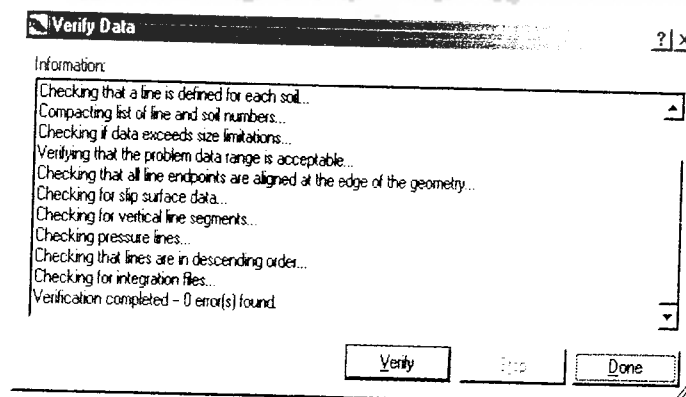 Verify Data
Information:
Checking that a line is defined for each soil...
Compacting list of line and soil numbers...
Checking if data exceeds size limitations...
Verifying that the problem data range is acceptable...
Checking that all line endpoints are aligned at the edge of the geometry...
Checking for slip surface data...
Checking for vertical line segments...
Checking pressure lines...
Checking that lines are in descending order...
Checking for integration files...
Verification completed - 0 error(s) found.
Verify
Stop
Done